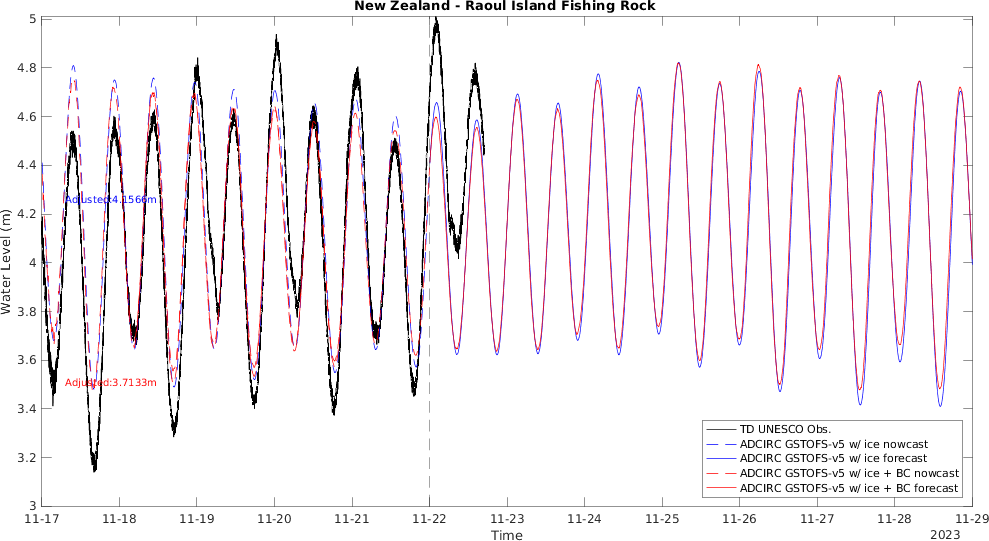 New Zealand - Raoul Island Fishing Rock
5
4.8
4.6
4.4
4.2
4
3.8
3.6
3.4
3.2
3
Water Level (m)
Adjusted:4.1566m
Adjusted:3.7133m
TD UNESCO Obs.
ADCIRC GSTOFS-v5 w/ ice nowcast
ADCIRC GSTOFS-v5 w/ ice forecast
ADCIRC GSTOFS-v5 w/ ice + BC nowcast
ADCIRC GSTOFS-v5 w/ ice + BC forecast
11-17 11-18 11-19 11-20 11-21 11-22 11-23 11-24 11-25 11-26 11-27 11-28 11-29
Time
2023